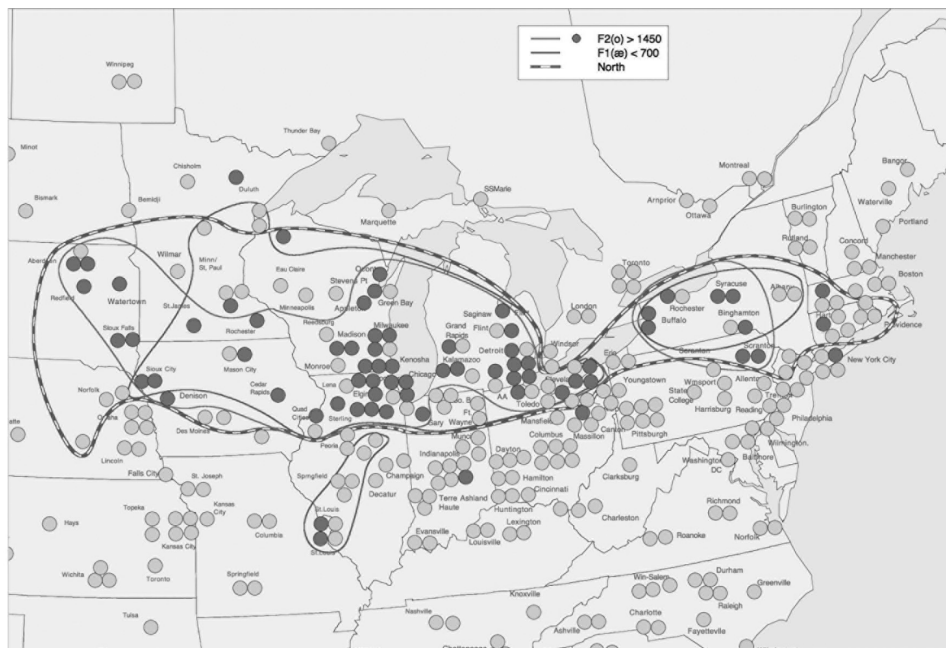 F2(o) > 1450
F1(æ) < 700
North
Winnipeg
Minot
Thunder Bay
Chisholm
Duluth
Bismark
Bemidji
SSMarie
Marquette
Montreal
Arnprior
Ottawa
Bangor
Waterville
Portland
Burlington
Rutland
Concord
Manchester
Boston
Toronto
Aberdeen
Wilmar
Minn/
St. Paul
Eau Claire
Stevens Pt
Redfield
Watertown
St.James
Minneapolis
Appleton
Green Bay
Rochester
Reedsburg
Sioux Falls
Madison
Milwaukee
Mason City
Monroe
Kenosha
Saginaw
Flint
Grand
Rapids
Kalamazoo
Detroit
Windsor
London
Rochester
Syracuse
Albany
Buffalo
Binghamton
Scranton
Scranton
Providence
New York City
Sioux City
Norfolk
Denison
Cedar
Rapids
Lena
Elgin
Chicago
Sterling
Quad
Cities
Des Moines
Omaha
Lincoln
Peoria
Gary
Ft.
Wayne
AA
Toledo
Erie
Youngstown
Mansfield
Canton
Massillon
Pittsburgh
State
College
Wmsport
Harrisburg
Reading
Trenton
Philadelphia
Wilmington.
Baltimore
Washington
DC
Columbus
Dayton
Indianapolis
Hamilton
Cincinnati
Clarksburg
Falls City
St. Joseph
Topeka
Kansas
City
Kansas City
Columbia
Springfield
Champaign
Decatur
St.Louis
St.Louis
Terre
Haute
Ashland
Huntington
Lexington
Louisville
Evansville
Charleston
Richmond
Roanoke
Norfolk
Hays
Wichita
Toronto
Springfield
Tulsa
Nashville
Knoxville
Win-Salem
Durham
Raleigh
Greenville
Ashville
Charlotte
Fayetteville